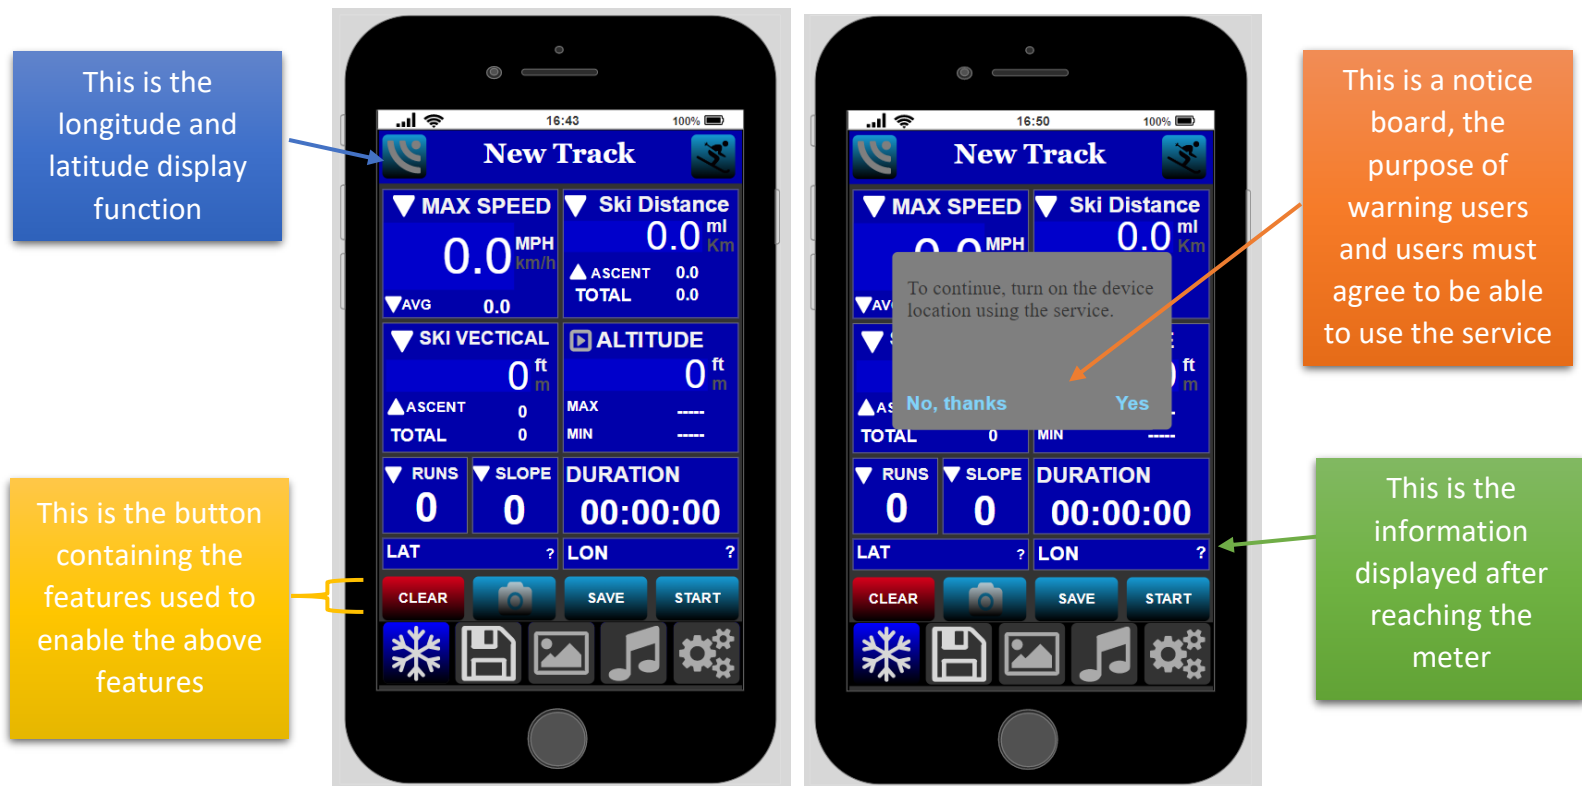 This is the
longitude and
latitude display
function
This is the button
containing the
features used to
enable the above
features
16:43 100%
New Track
MAX SPEED
0.0 MPH
km/h
AVG 0.0
Ski Distance
0.0 ml
Km
ASCENT 0.0
TOTAL 0.0
SKI VECTICAL
0 ft
m
ASCENT 0
TOTAL 0
ALTITUDE
0 ft
m
MAX -----
MIN -----
RUNS
0
SLOPE
0
DURATION
00:00:00
LAT ?
LON ?
CLEAR
SAVE
START
16:50 100%
New Track
MAX SPEED
MPH
AV
Ski Distance
0.0 ml
Km
To continue, turn on the device
location using the service.
No, thanks Yes
ft
m
AS
TOTAL 0
MIN -----
RUNS
0
SLOPE
0
DURATION
00:00:00
LAT ?
LON ?
CLEAR
SAVE
START
This is a notice
board, the
purpose of
warning users
and users must
agree to be able
to use the service
This is the
information
displayed after
reaching the
meter